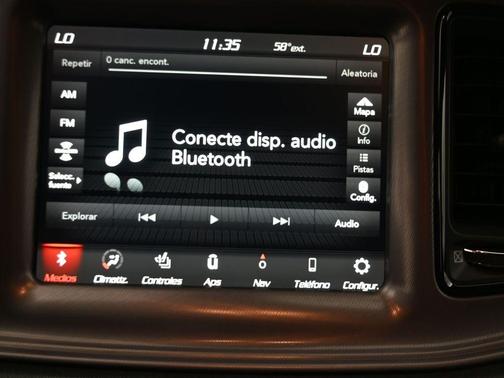 LO 11:35 58°ext. LO
Repetir 0 canc. encont. Aleatoria
AM
FM
Selecc. fuente
Conecte disp. audio
Bluetooth
Mapa
Info
Pistas
Config.
Explorar Audio
Medios Climatiz. Controles Aps Nav Teléfono Configur.